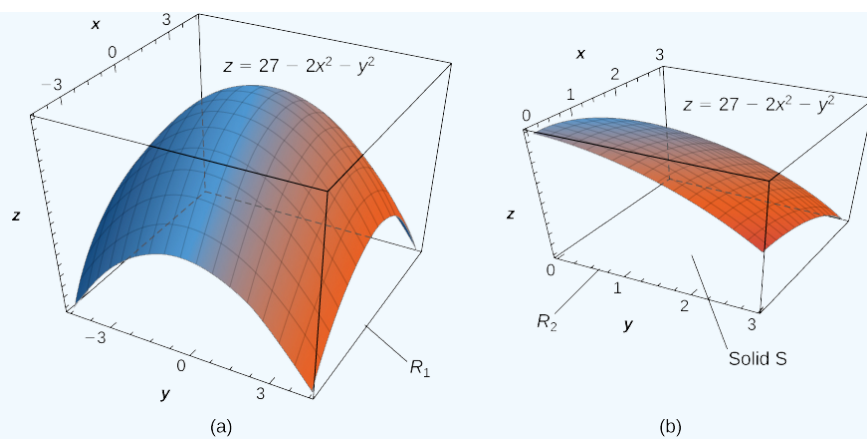 x
3
0
−3
z = 27 − 2x² − y²
z
−3
0
3
y
R₁
(a)
x
3
2
1
0
z = 27 − 2x² − y²
z
0
1
2
3
R₂
y
Solid S
(b)